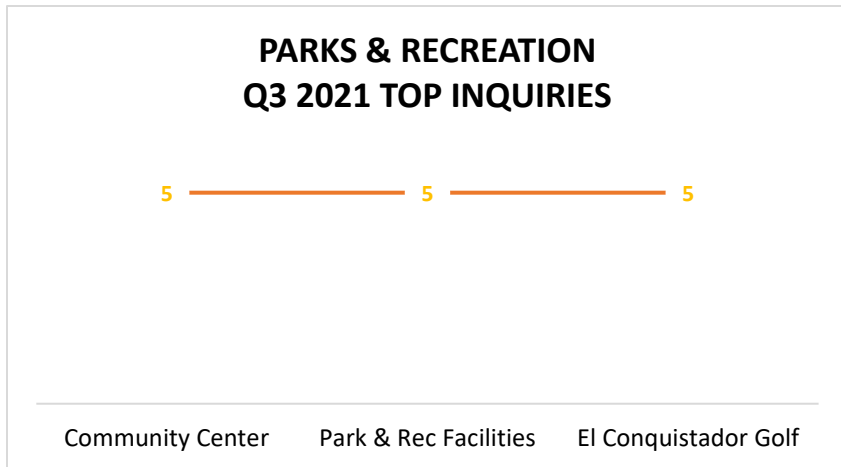 PARKS & RECREATION
Q3 2021 TOP INQUIRIES
5 5 5
Community Center Park & Rec Facilities El Conquistador Golf